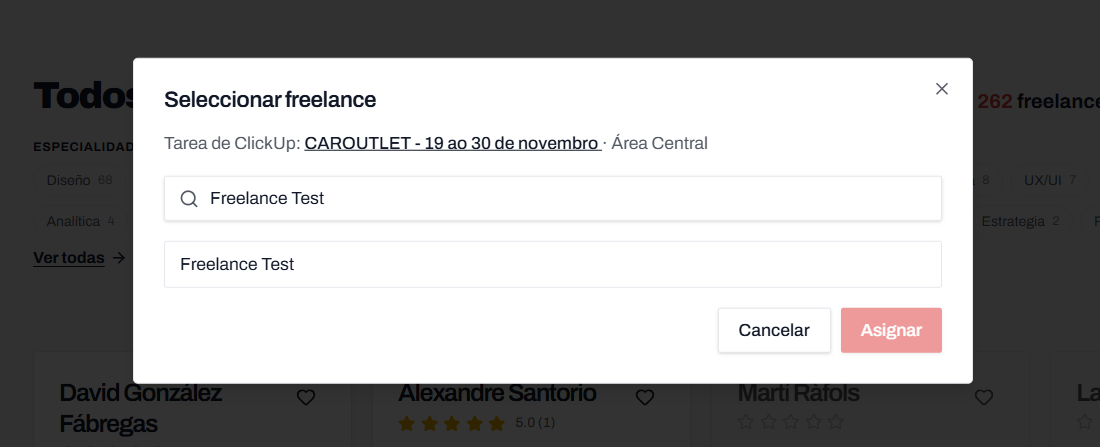 Todos
262 freelance
Seleccionar freelance
Tarea de ClickUp: CAROUTLET - 19 ao 30 de novembro · Área Central
ESPECIALIDAD
Diseño 68
8
UX/UI 7
Freelance Test
Analítica 4
Estrategia 2
Ver todas →
Freelance Test
Cancelar
Asignar
David González
Fábregas
Alexandre Santorio
5.0 (1)
Martí Ràfols
La